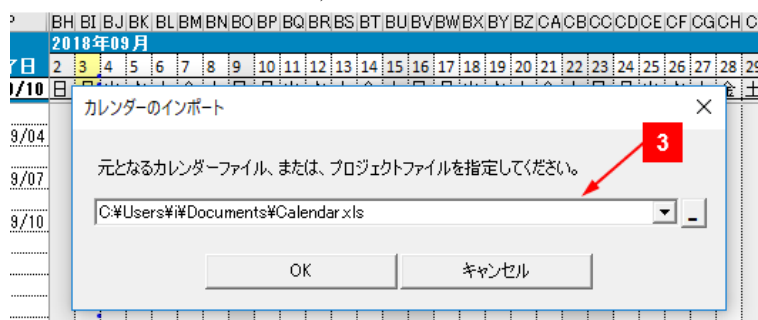 BH BI BJ BK BL BM BN BO BP BQ BR BS BT BU BV BW BX BY BZ CA CB CC CD CE CF CG CH C
2018年09月
了日 2 3 4 5 6 7 8 9 10 11 12 13 14 15 16 17 18 19 20 21 22 23 24 25 26 27 28 29
/10 日 金 土
カレンダーのインポート
9/04
3
元となるカレンダーファイル、または、プロジェクトファイルを指定してください。
9/07
C:¥Users¥i¥Documents¥Calendar.xls
9/10
OK キャンセル